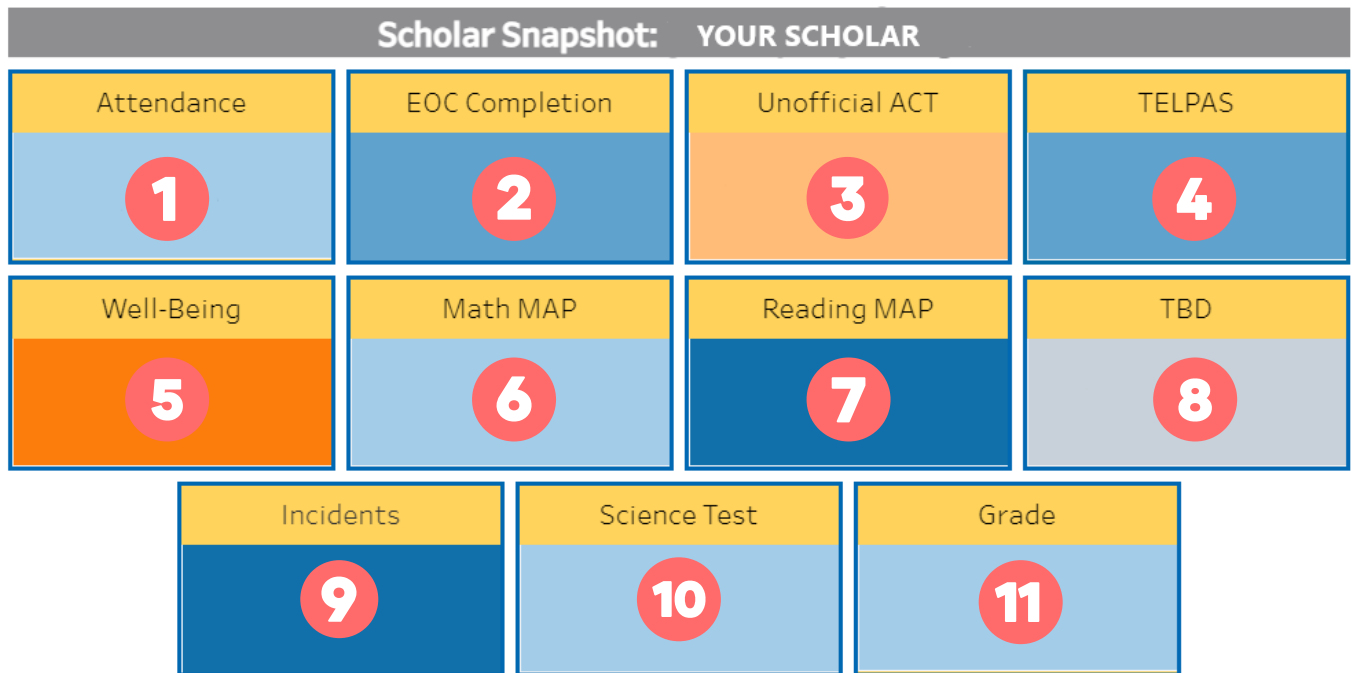 Scholar Snapshot: YOUR SCHOLAR
Attendance EOC Completion Unofficial ACT TELPAS
1 2 3 4
Well-Being Math MAP Reading MAP TBD
5 6 7 8
Incidents Science Test Grade
9 10 11